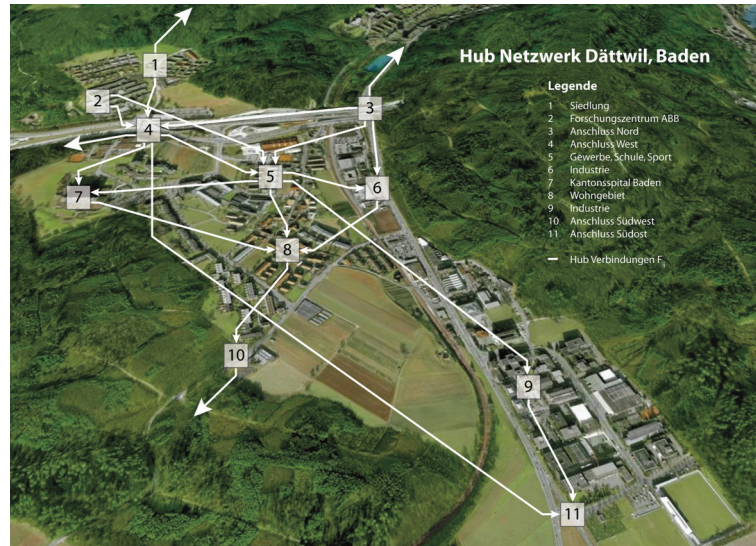 Hub Netzwerk Dättwil, Baden
Legende
1 Siedlung
2 Forschungszentrum ABB
3 Anschluss Nord
4 Anschluss West
5 Gewerbe, Schule, Sport
6 Industrie
7 Kantonsspital Baden
8 Wohngebiet
9 Industrie
10 Anschluss Südwest
11 Anschluss Südost
Hub Verbindungen F
1
2
3
4
5
6
7
8
10
9
11